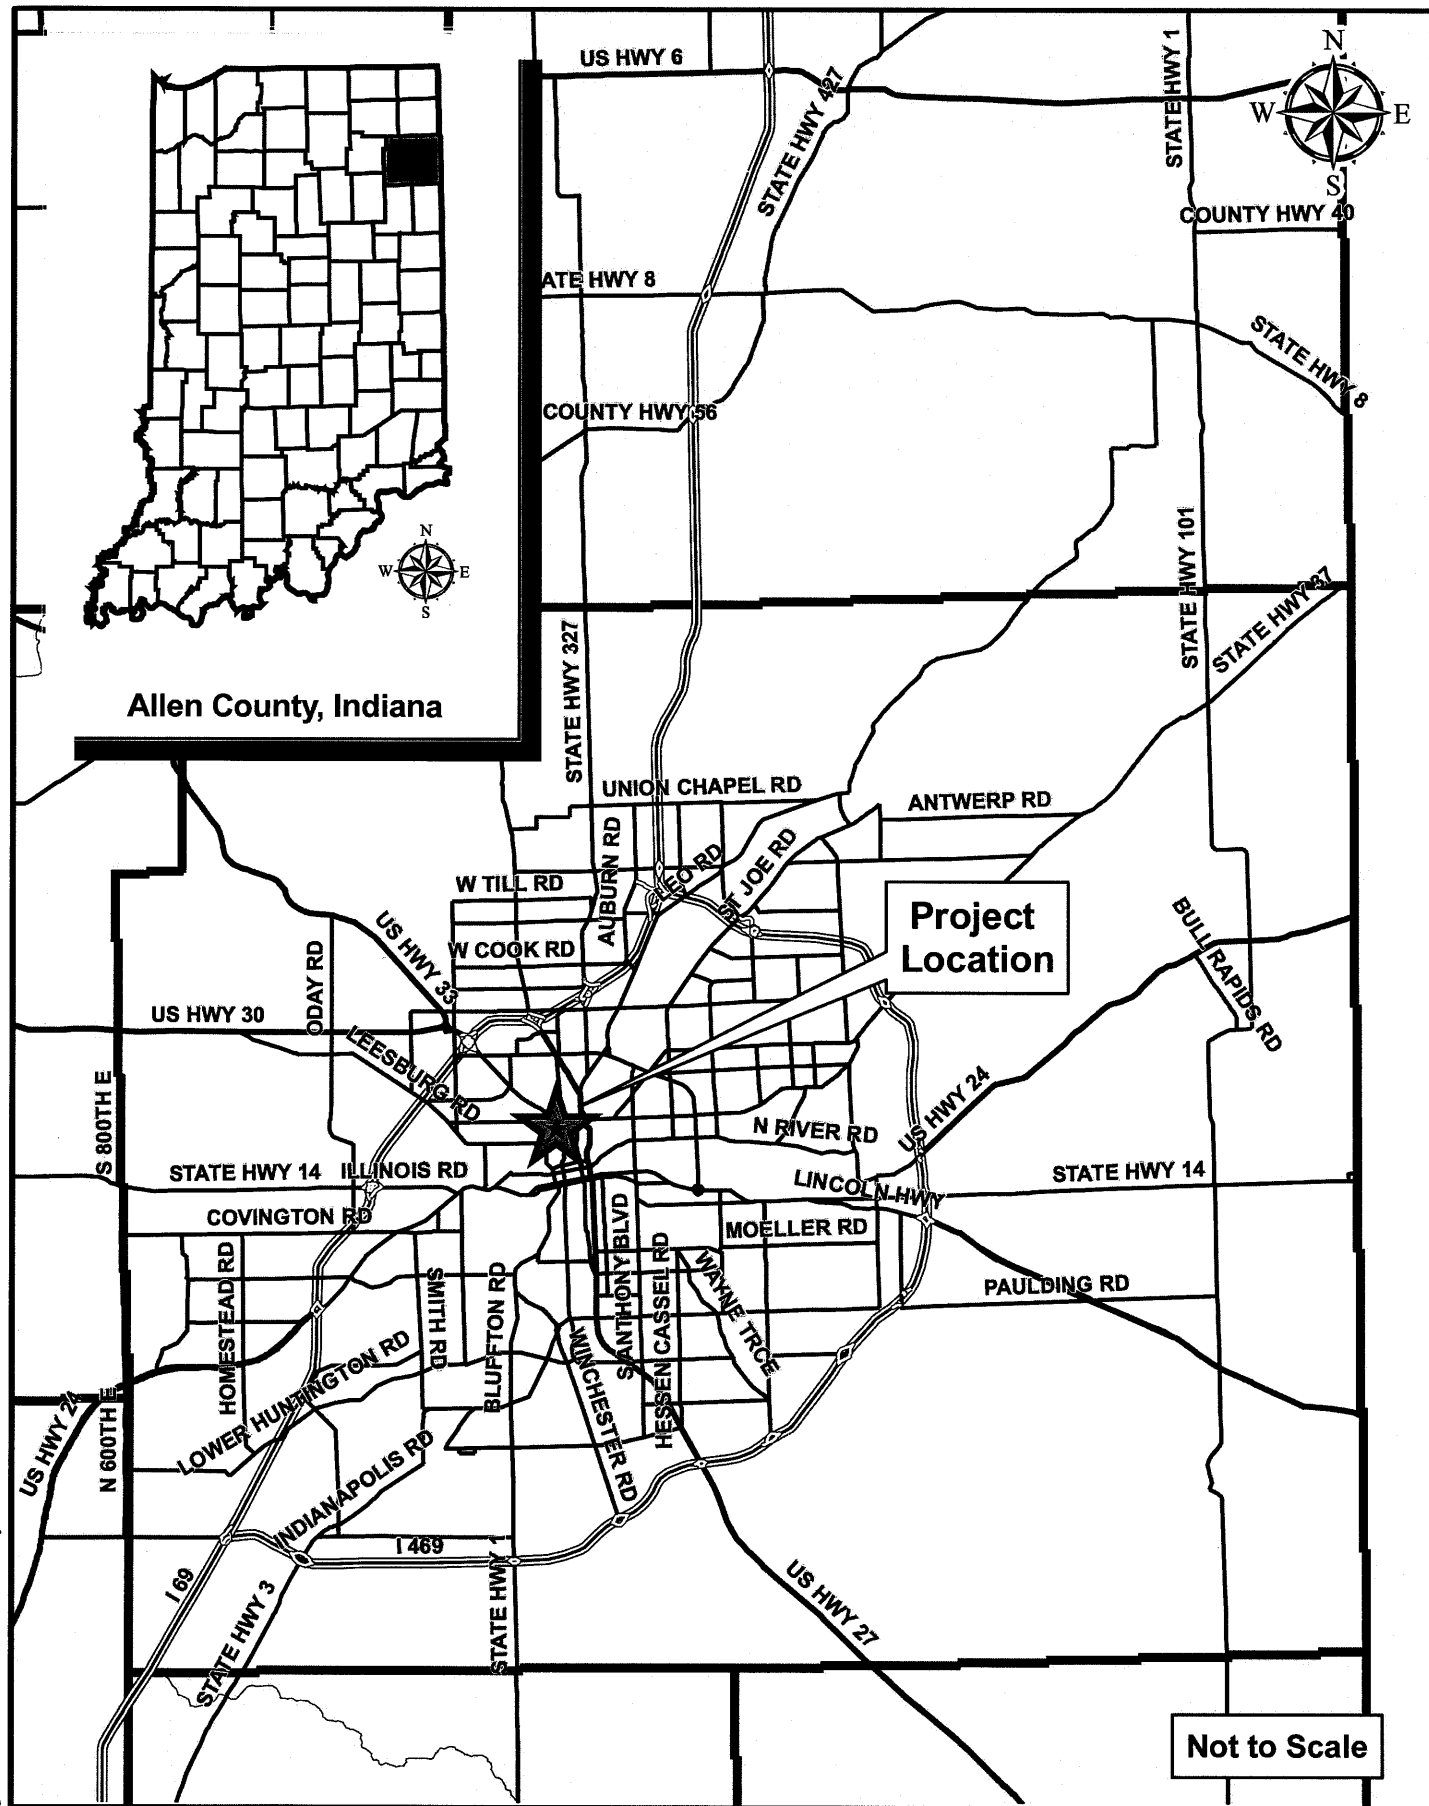 US HWY 6
STATE HWY 427
STATE HWY 1
N
W
E
S
COUNTY HWY 40
ATE HWY 8
STATE HWY 8
COUNTY HWY 56
STATE HWY 101
N
W
E
S
STATE HWY 37
STATE HWY 327
Allen County, Indiana
UNION CHAPEL RD
ANTWERP RD
AUBURN RD
LEO RD
ST JOE RD
W TILL RD
Project
Location
BULL RAPIDS RD
US HWY 33
W COOK RD
ODAY RD
US HWY 30
LEESBURG RD
S 800TH E
US HWY 24
N RIVER RD
STATE HWY 14
ILLINOIS RD
LINCOLN HWY
STATE HWY 14
COVINGTON RD
MOELLER RD
S ANTHONY BLVD
HESSEN CASSEL RD
WAYNE TRCE
PAULDING RD
HOMESTEAD RD
SMITH RD
BLUFFTON RD
WINCHESTER RD
LOWER HUNTINGTON RD
US HWY 24
N 600TH E
INDIANAPOLIS RD
I 469
I 69
STATE HWY 3
STATE HWY 1
US HWY 27
Not to Scale